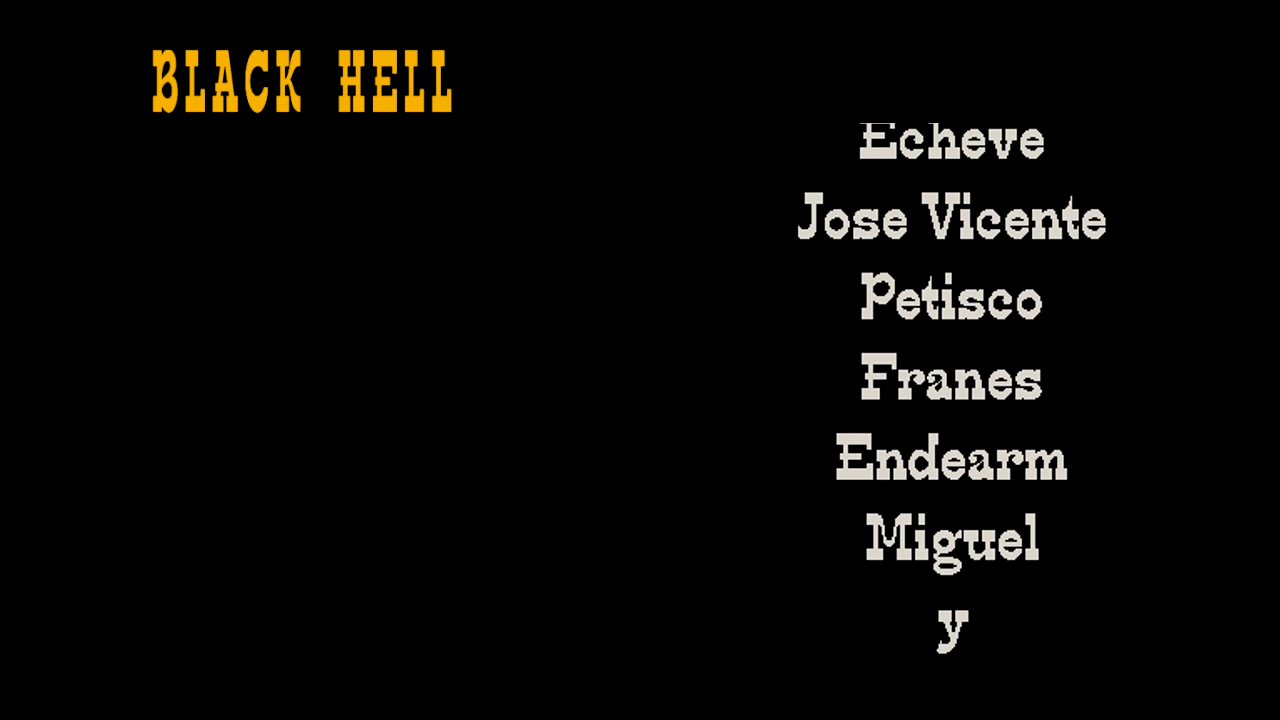 BLACK HELL
Echeve
Jose Vicente
Petisco
Franes
Endearm
Miguel
y